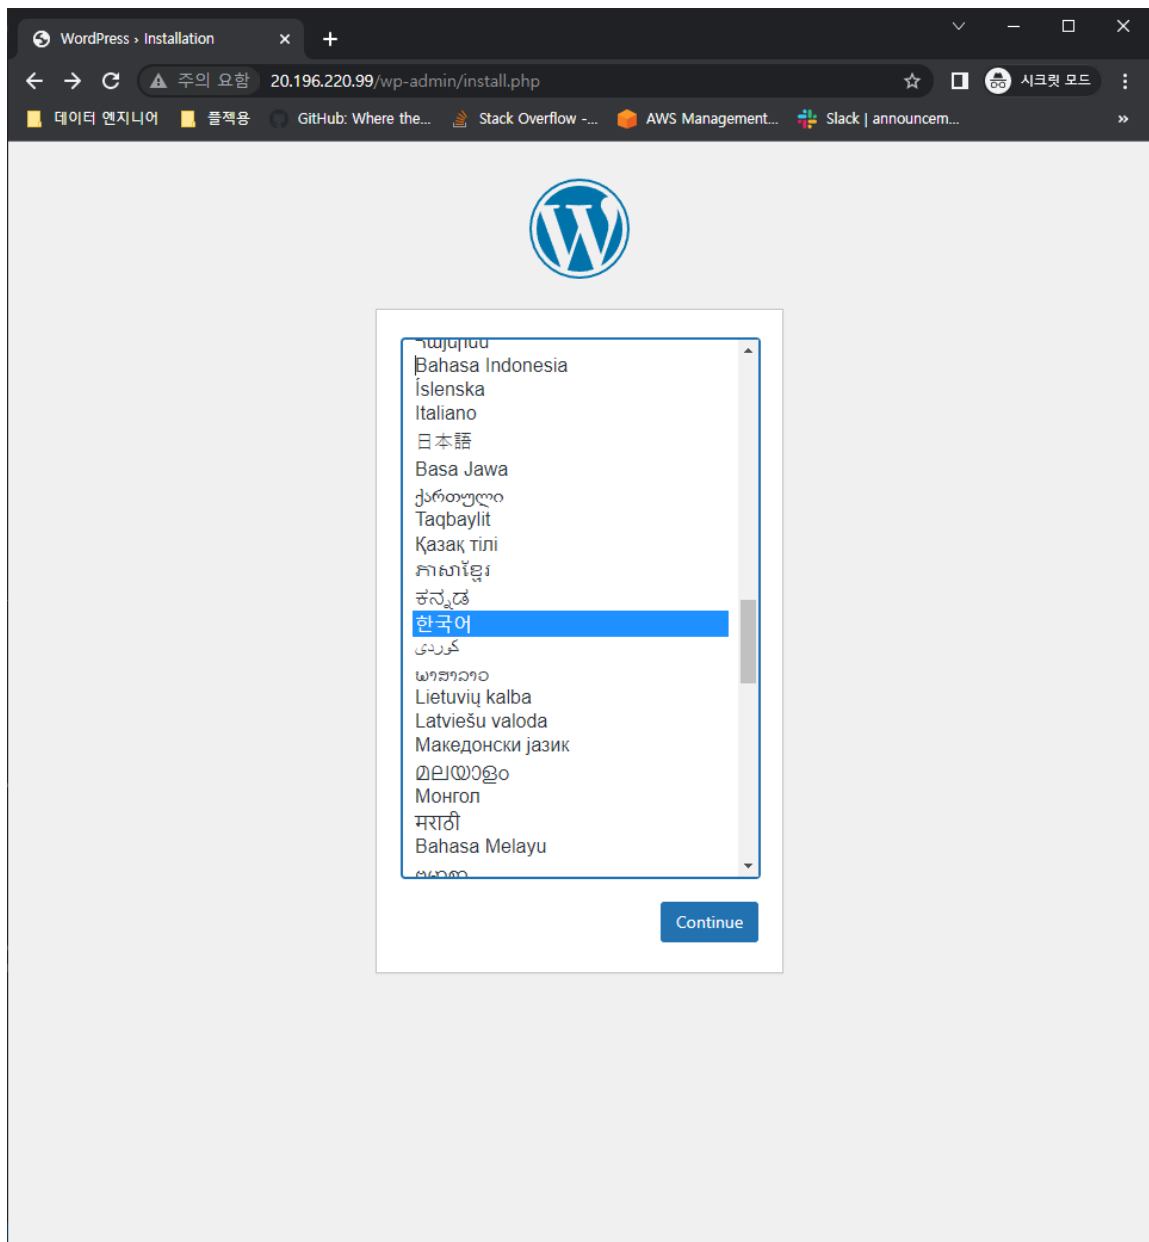 WordPress › Installation
주의 요함 20.196.220.99/wp-admin/install.php 시크릿 모드
데이터 엔지니어 플젝용 GitHub: Where the... Stack Overflow -... AWS Management... Slack | announcem... »
Հայերեն
Bahasa Indonesia
Íslenska
Italiano
日本語
Basa Jawa
ქართული
Taqbaylit
Қазақ тілі
ភាសាខ្មែរ
ಕನ್ನಡ
한국어
كوردی
ພາສາລາວ
Lietuvių kalba
Latviešu valoda
Македонски јазик
മലയാളം
Монгол
मराठी
Bahasa Melayu
Continue